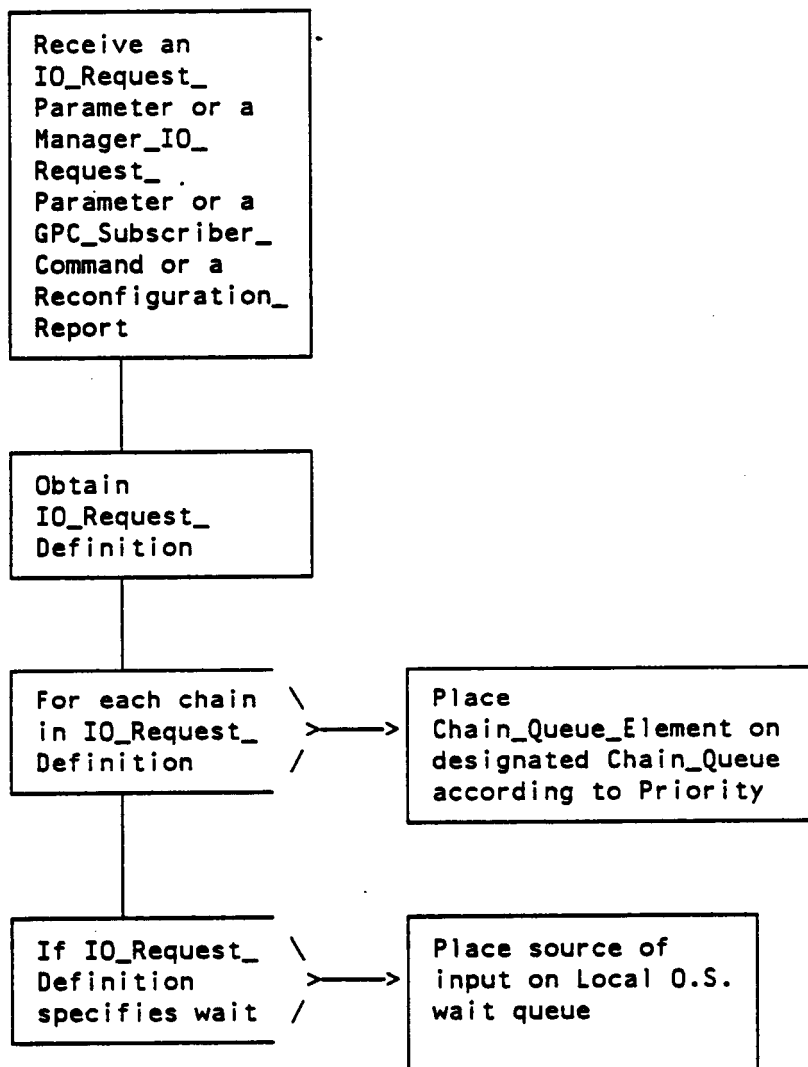 Receive an
IO_Request_
Parameter or a
Manager_IO_
Request_
Parameter or a
GPC_Subscriber_
Command or a
Reconfiguration_
Report
Obtain
IO_Request_
Definition
For each chain
in IO_Request_
Definition
Place
Chain_Queue_Element on
designated Chain_Queue
according to Priority
If IO_Request_
Definition
specifies wait
Place source of
input on Local O.S.
wait queue